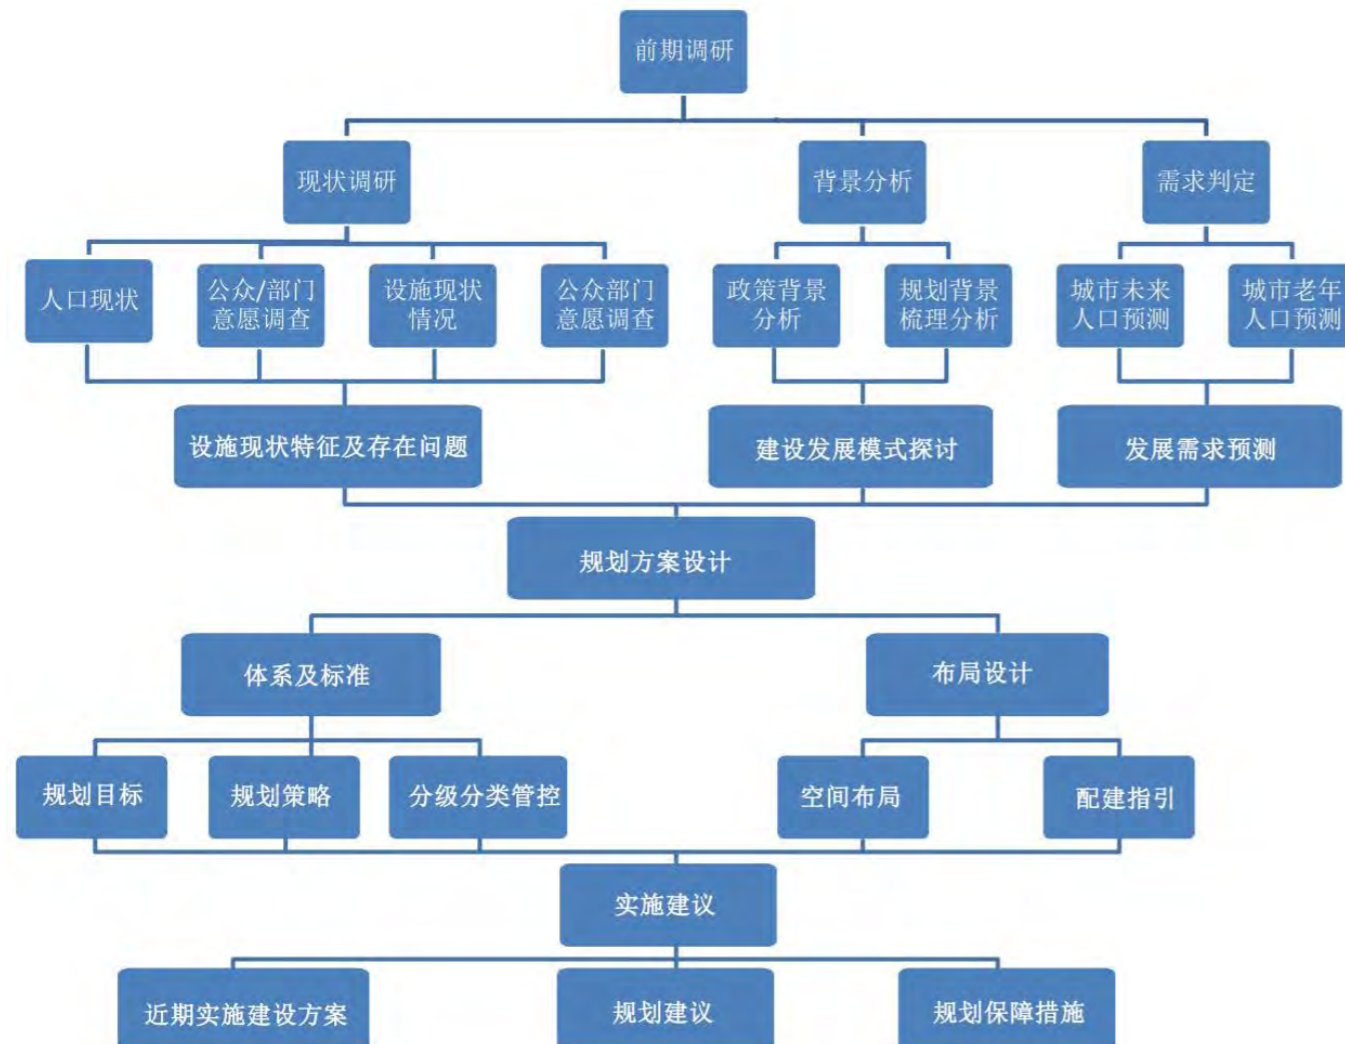 前期调研
现状调研
背景分析
需求判定
人口现状
公众/部门
意愿调查
设施现状
情况
公众部门
意愿调查
政策背景
分析
规划背景
梳理分析
城市未来
人口预测
城市老年
人口预测
设施现状特征及存在问题
建设发展模式探讨
发展需求预测
规划方案设计
体系及标准
布局设计
规划目标
规划策略
分级分类管控
空间布局
配建指引
实施建议
近期实施建设方案
规划建议
规划保障措施